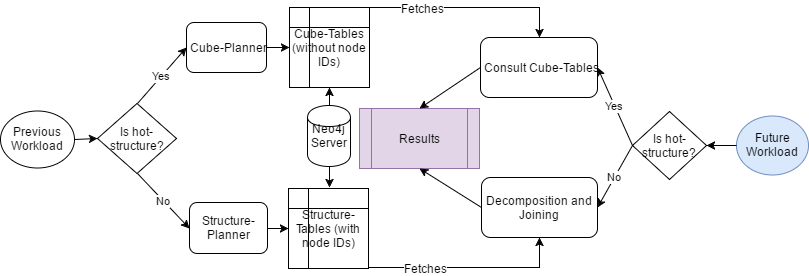 Fetches
Cube-Planner
Cube-Tables
(without node
IDs)
Consult Cube-Tables
Yes
Yes
Previous
Workload
Is hot-
structure?
Neo4j
Server
Results
Is hot-
structure?
Future
Workload
No
No
Structure-
Planner
Structure-
Tables (with
node IDs)
Decomposition and
Joining
Fetches